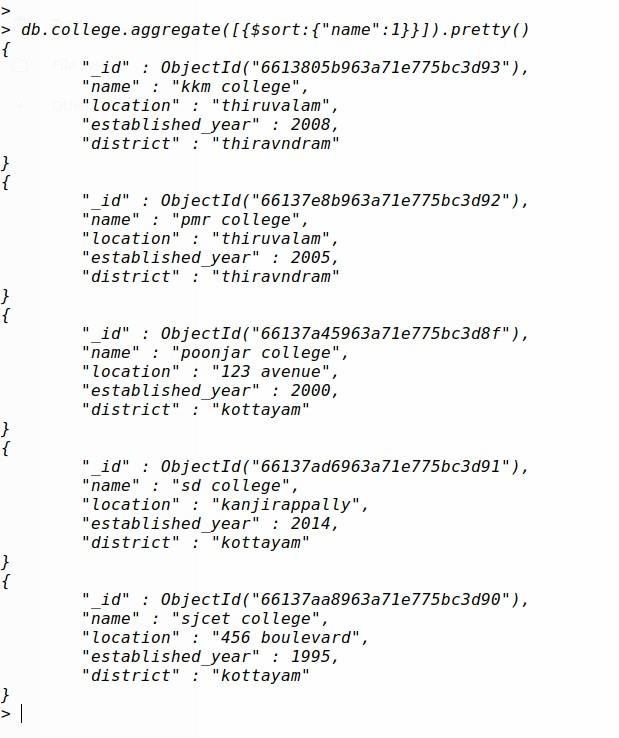 >
> db.college.aggregate([{$sort:{"name":1}}]).pretty()
{
"_id" : ObjectId("6613805b963a71e775bc3d93"),
"name" : "kkm college",
"location" : "thiruvalam",
"established_year" : 2008,
"district" : "thiravndram"
}
{
"_id" : ObjectId("66137e8b963a71e775bc3d92"),
"name" : "pmr college",
"location" : "thiruvalam",
"established_year" : 2005,
"district" : "thiravndram"
}
{
"_id" : ObjectId("66137a45963a71e775bc3d8f"),
"name" : "poonjar college",
"location" : "123 avenue",
"established_year" : 2000,
"district" : "kottayam"
}
{
"_id" : ObjectId("66137ad6963a71e775bc3d91"),
"name" : "sd college",
"location" : "kanjirappally",
"established_year" : 2014,
"district" : "kottayam"
}
{
"_id" : ObjectId("66137aa8963a71e775bc3d90"),
"name" : "sjcet college",
"location" : "456 boulevard",
"established_year" : 1995,
"district" : "kottayam"
}
>